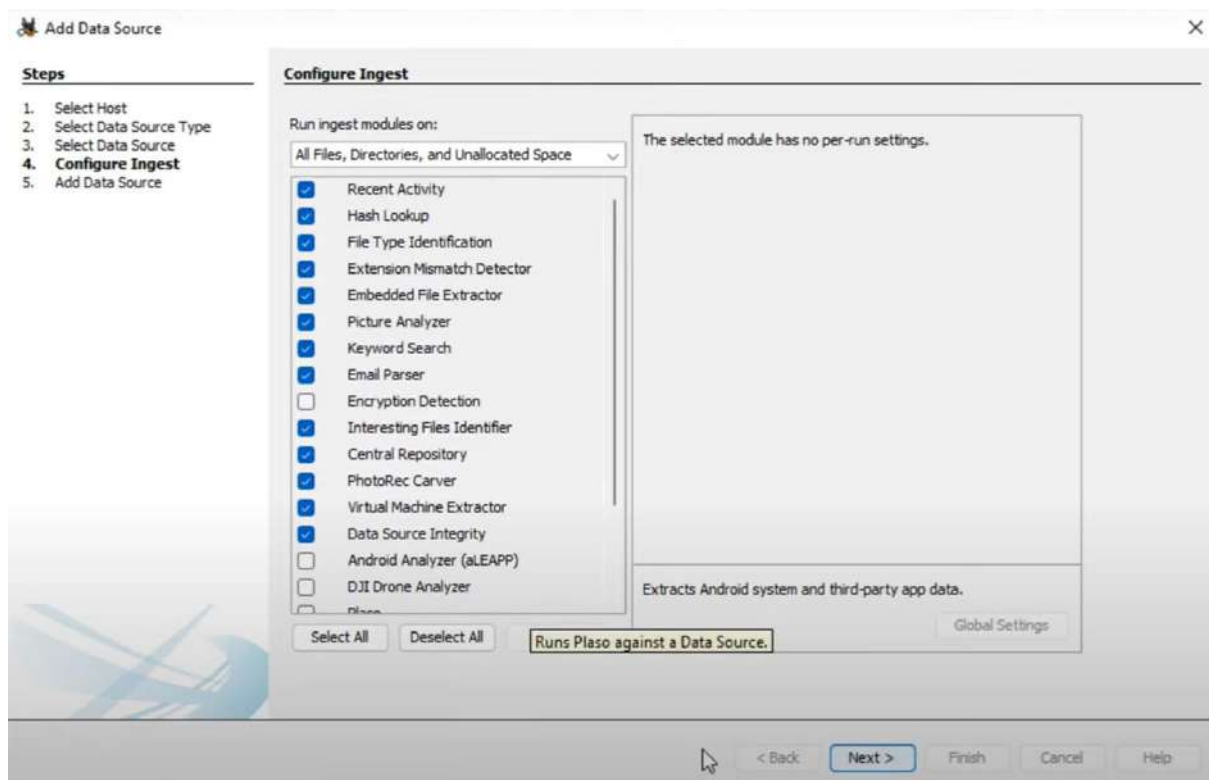 Add Data Source
Steps
1. Select Host
2. Select Data Source Type
3. Select Data Source
4. Configure Ingest
5. Add Data Source
Configure Ingest
Run ingest modules on:
All Files, Directories, and Unallocated Space
Recent Activity
Hash Lookup
File Type Identification
Extension Mismatch Detector
Embedded File Extractor
Picture Analyzer
Keyword Search
Email Parser
Encryption Detection
Interesting Files Identifier
Central Repository
PhotoRec Carver
Virtual Machine Extractor
Data Source Integrity
Android Analyzer (aLEAPP)
DJI Drone Analyzer
Plaso
Select All
Deselect All
The selected module has no per-run settings.
Extracts Android system and third-party app data.
Global Settings
Runs Plaso against a Data Source.
< Back
Next >
Finish
Cancel
Help